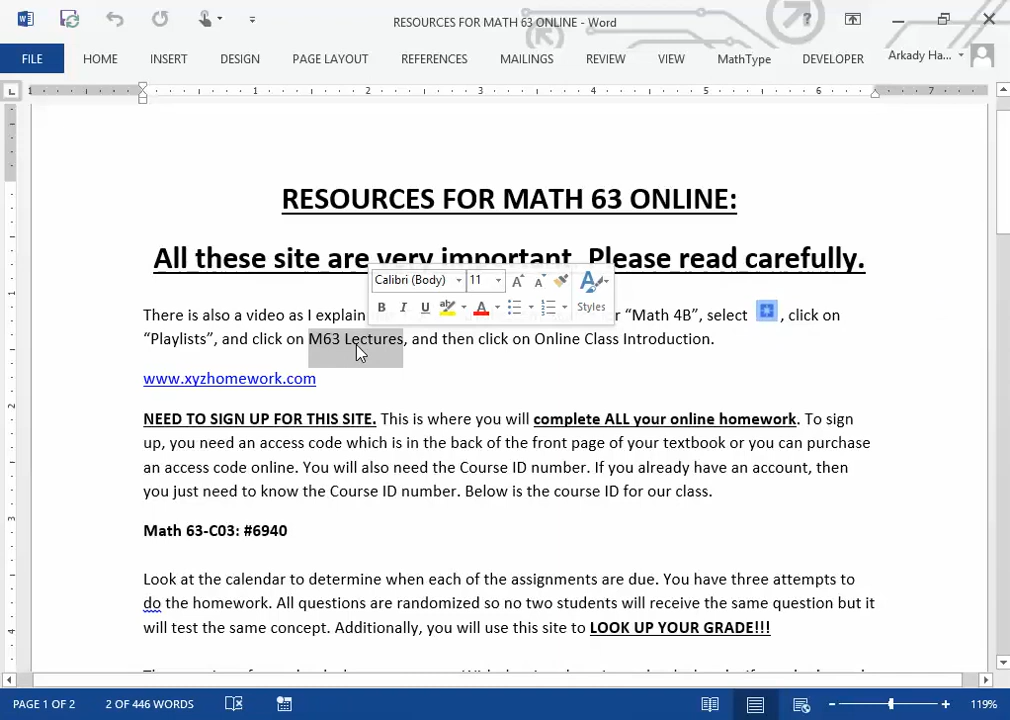 RESOURCES FOR MATH 63 ONLINE - Word
FILE HOME INSERT DESIGN PAGE LAYOUT REFERENCES MAILINGS REVIEW VIEW MathType DEVELOPER Arkady Ha...
1 1 2 3 4 5 6 7
RESOURCES FOR MATH 63 ONLINE:
All these site are very important. Please read carefully.
Calibri (Body) 11
Styles
There is also a video as I explain "Math 4B", select , click on
"Playlists", and click on M63 Lectures, and then click on Online Class Introduction.
www.xyzhomework.com
NEED TO SIGN UP FOR THIS SITE. This is where you will complete ALL your online homework. To sign
up, you need an access code which is in the back of the front page of your textbook or you can purchase
an access code online. You will also need the Course ID number. If you already have an account, then
you just need to know the Course ID number. Below is the course ID for our class.
Math 63-C03: #6940
Look at the calendar to determine when each of the assignments are due. You have three attempts to
do the homework. All questions are randomized so no two students will receive the same question but it
will test the same concept. Additionally, you will use this site to LOOK UP YOUR GRADE!!!
PAGE 1 OF 2 2 OF 446 WORDS 119%